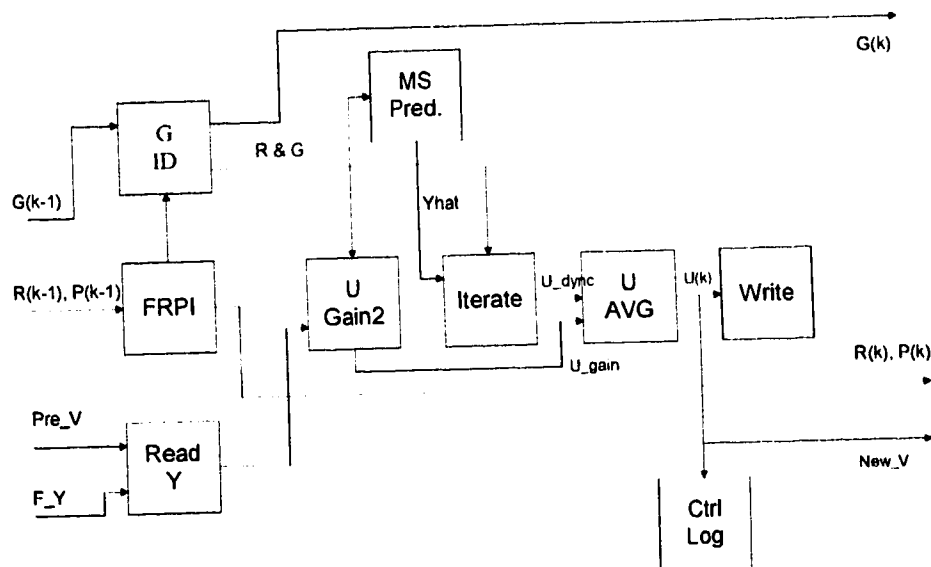 G(k)
MS
Pred.
G
ID
R & G
G(k-1)
Yhat
R(k-1), P(k-1)
FRPI
U
Gain2
Iterate
U_dync
U
AVG
U(k)
Write
U_gain
R(k), P(k)
Pre_V
Read
Y
F_Y
New_V
Ctrl
Log